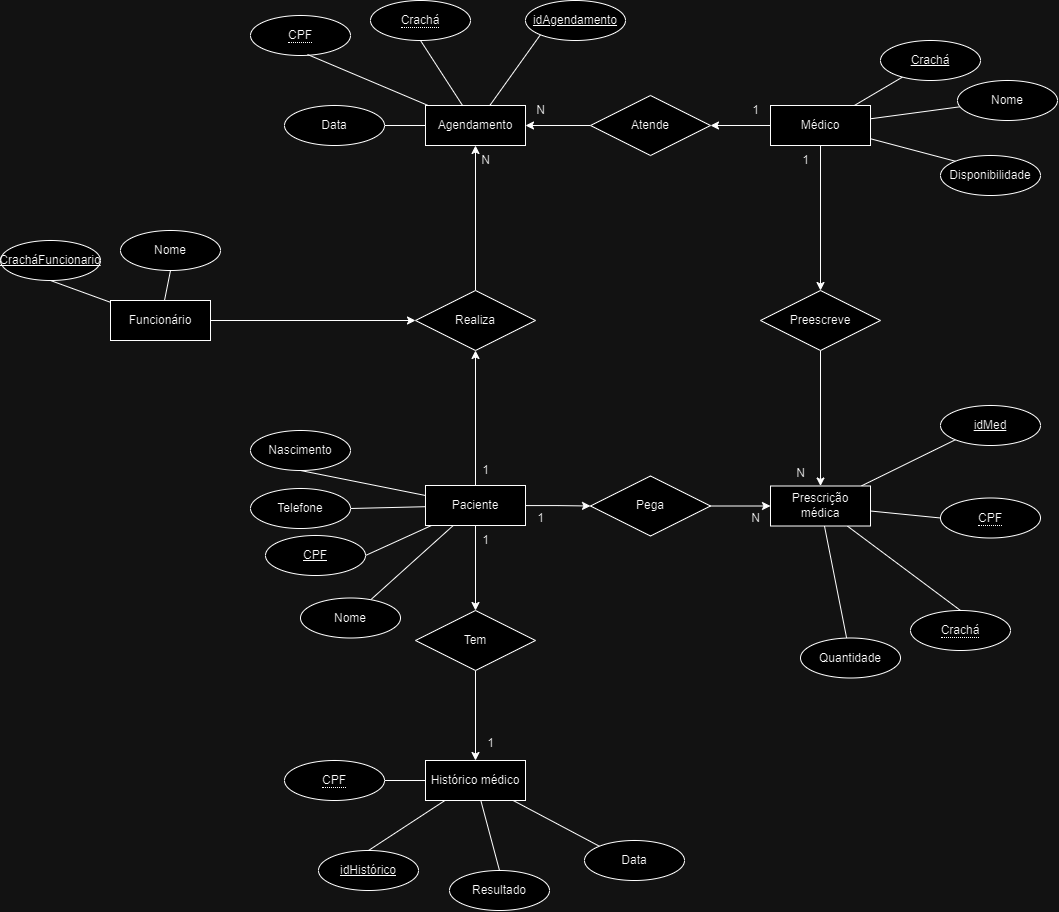 Crachá
idAgendamento
CPF
Crachá
Nome
N
1
Data
Agendamento
Atende
Médico
N
1
Disponibilidade
Nome
CracháFuncionario
Funcionário
Realiza
Preescreve
idMed
Nascimento
1
N
Paciente
Pega
Prescrição
médica
Telefone
1
N
CPF
1
CPF
Nome
Tem
Crachá
Quantidade
1
CPF
Histórico médico
Data
idHistórico
Resultado